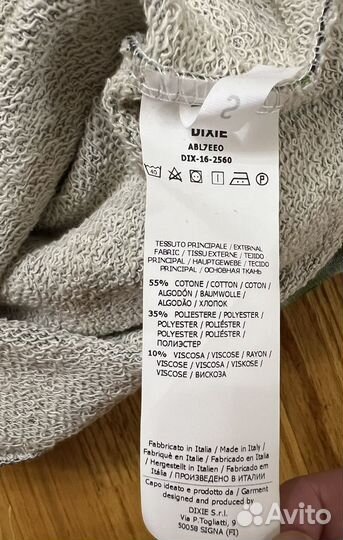 S
DIXIE
ABL7EEO
DIX-16-2560
40 P
TESSUTO PRINCIPALE / EXTERNAL
FABRIC / TISSU EXTERNE / TEJIDO
PRINCIPAL / HAUPTGEWEBE / TECIDO
PRINCIPAL / ОСНОВНАЯ ТКАНЬ
55% COTONE / COTTON / COTON /
ALGODÓN / BAUMWOLLE /
ALGODÃO / ХЛОПОК
35% POLIESTERE / POLYESTER /
POLYESTER / POLIÉSTER /
POLYESTER / POLIÉSTER /
ПОЛИЭСТЕР
10% VISCOSA / VISCOSE / RAYON /
VISCOSE / VISCOSA / VISKOSE /
VISCOSE / ВИСКОЗА
Fabbricato in Italia / Made in Italy /
Fabriqué en Italie / Fabricado en Italia
/ Hergestellt in Italien / Fabricado em
Itália / ПРОИЗВЕДЕНО В ИТАЛИИ
Capo ideato e prodotto da / Garment
designed and produced by:
DIXIE S.r.l.
Via P.Togliatti, 9
50058 SIGNA (FI)
Avito